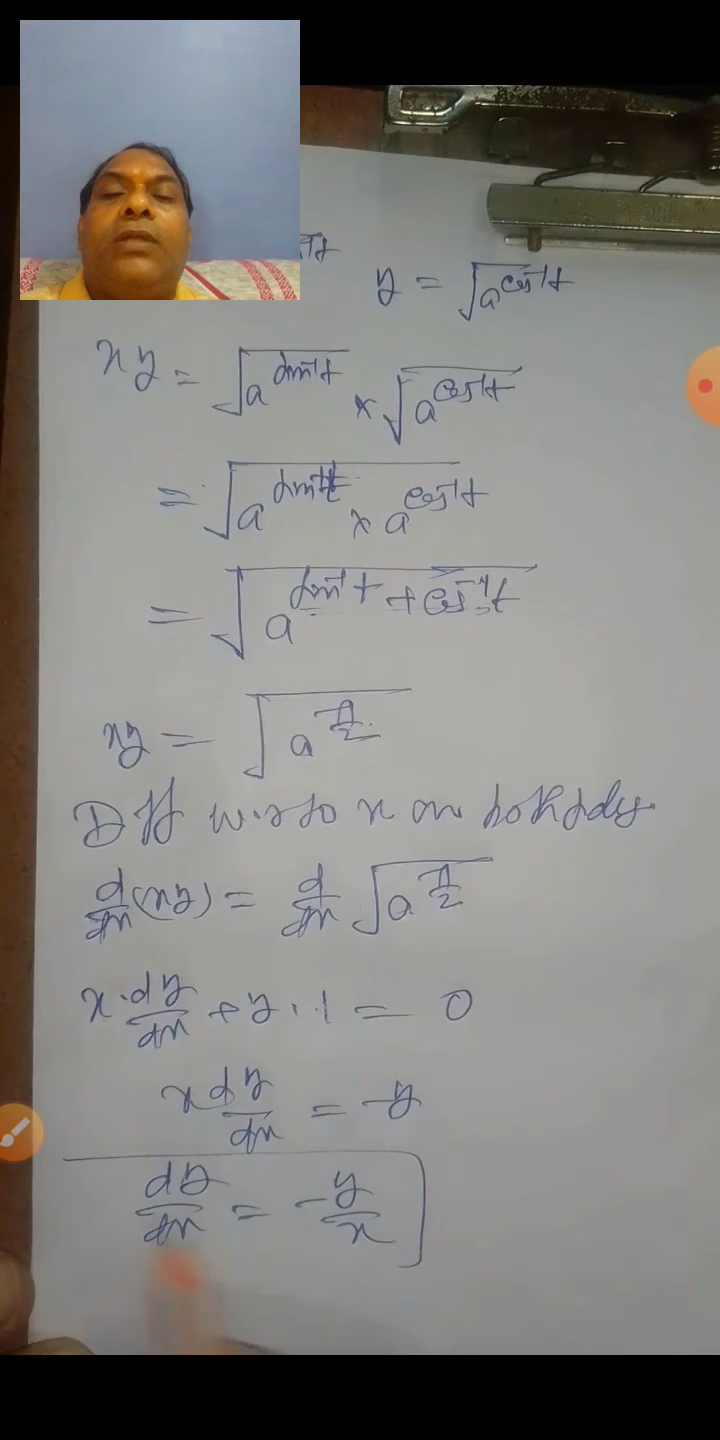 y = √a^cos⁻¹t
xy = √a^sin⁻¹t × √a^cos⁻¹t
= √a^sin⁻¹t × a^cos⁻¹t
= √a^sin⁻¹t + cos⁻¹t
xy = √a^π/2
Diff w.r to x on both sides.
d/dx (xy) = d/dx √a^π/2
x · dy/dx + y · 1 = 0
x dy/dx = -y
dy/dx = -y/x